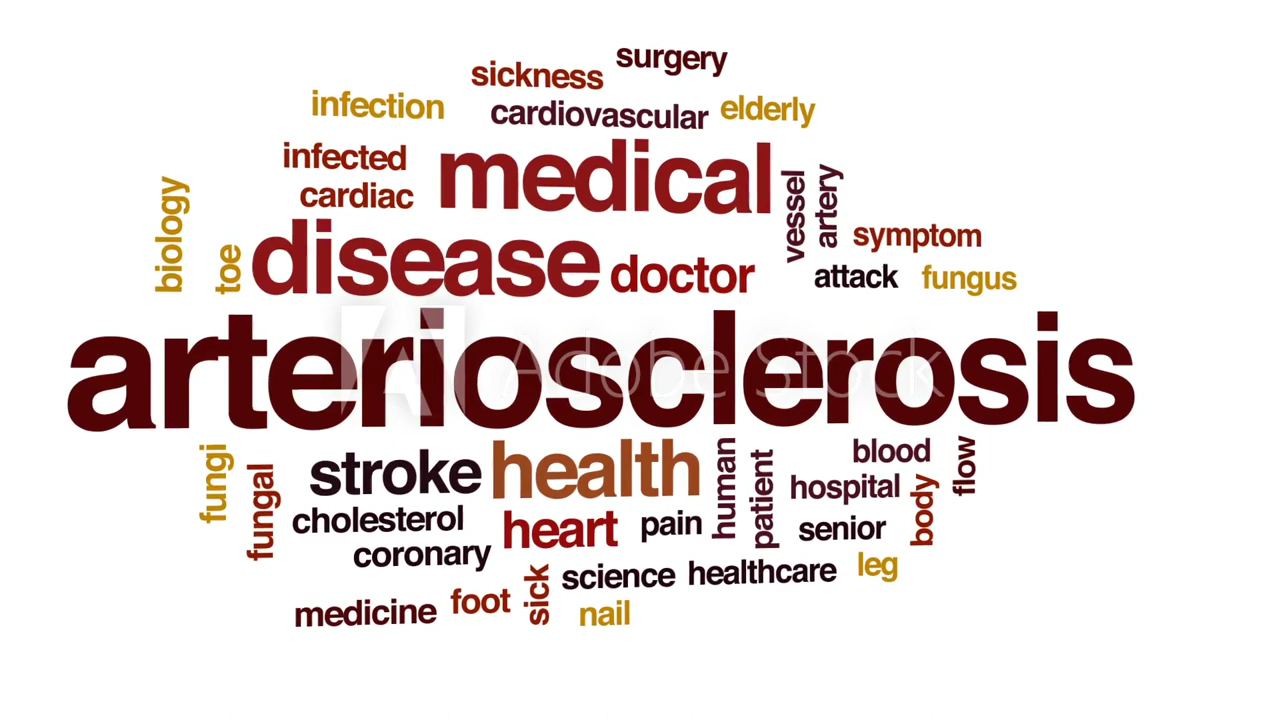 surgery
sickness
infection
cardiovascular
elderly
infected
medical
cardiac
vessel
artery
biology
toe
disease
doctor
symptom
attack
fungus
arteriosclerosis
Adobe Stock
fungi
fungal
stroke
health
human
patient
blood
flow
hospital
body
cholesterol
heart
pain
senior
coronary
sick
science
healthcare
leg
medicine
foot
nail